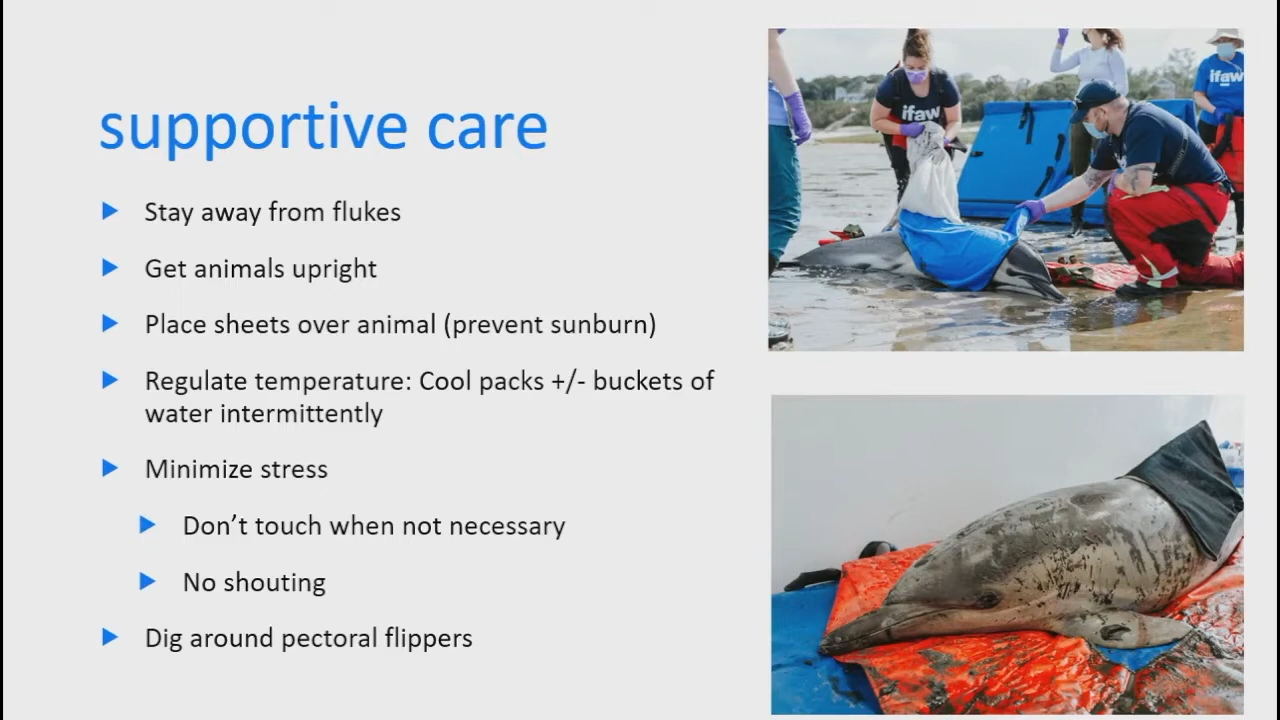 supportive care
Stay away from flukes
Get animals upright
Place sheets over animal (prevent sunburn)
Regulate temperature: Cool packs +/- buckets of
water intermittently
Minimize stress
Don’t touch when not necessary
No shouting
Dig around pectoral flippers
ifaw
ifaw